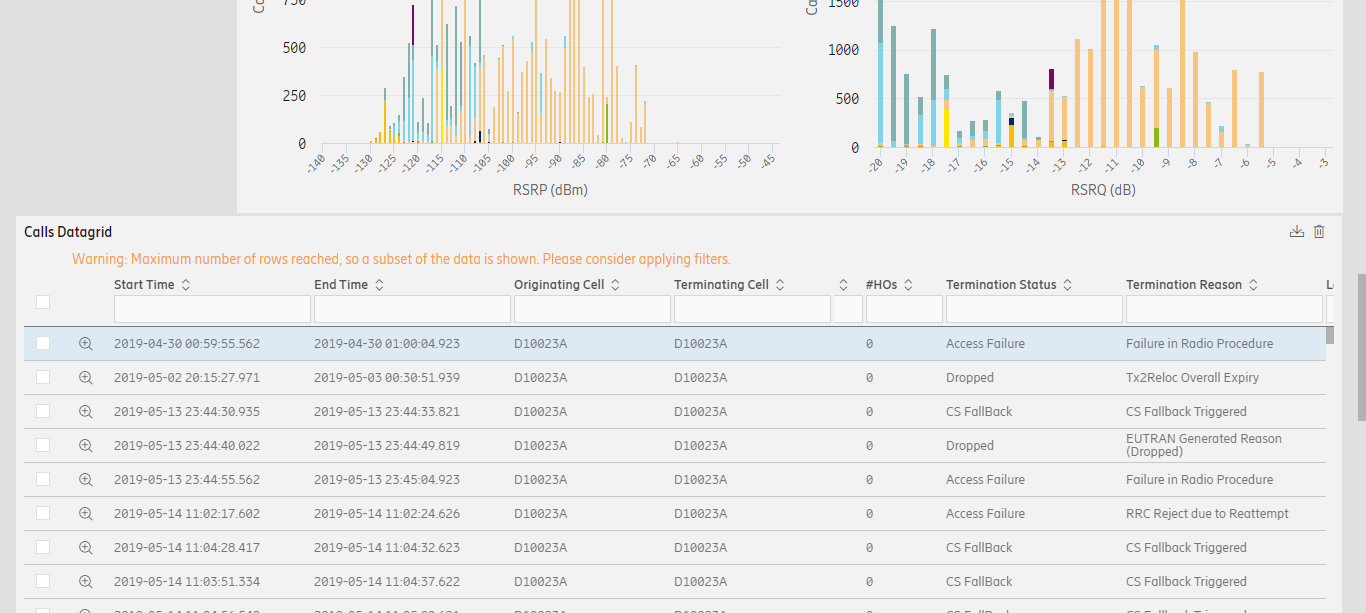 750 1500
500 1000
250 500
0 0
-140 -135 -130 -125 -120 -115 -110 -105 -100 -95 -90 -85 -80 -75 -70 -65 -60 -55 -50 -45
-20 -19 -18 -17 -16 -15 -14 -13 -12 -11 -10 -9 -8 -7 -6 -5 -4 -3
RSRP (dBm) RSRQ (dB)
Calls Datagrid
Warning: Maximum number of rows reached, so a subset of the data is shown. Please consider applying filters.
Start Time End Time Originating Cell Terminating Cell #HOs Termination Status Termination Reason
2019-04-30 00:59:55.562 2019-04-30 01:00:04.923 D10023A D10023A 0 Access Failure Failure in Radio Procedure
2019-05-02 20:15:27.971 2019-05-03 00:30:51.939 D10023A D10023A 0 Dropped Tx2Reloc Overall Expiry
2019-05-13 23:44:30.935 2019-05-13 23:44:33.821 D10023A D10023A 0 CS FallBack CS Fallback Triggered
2019-05-13 23:44:40.022 2019-05-13 23:44:49.819 D10023A D10023A 0 Dropped EUTRAN Generated Reason
(Dropped)
2019-05-13 23:44:55.562 2019-05-13 23:45:04.923 D10023A D10023A 0 Access Failure Failure in Radio Procedure
2019-05-14 11:02:17.602 2019-05-14 11:02:24.626 D10023A D10023A 0 Access Failure RRC Reject due to Reattempt
2019-05-14 11:04:28.417 2019-05-14 11:04:32.623 D10023A D10023A 0 CS FallBack CS Fallback Triggered
2019-05-14 11:03:51.334 2019-05-14 11:04:37.622 D10023A D10023A 0 CS FallBack CS Fallback Triggered